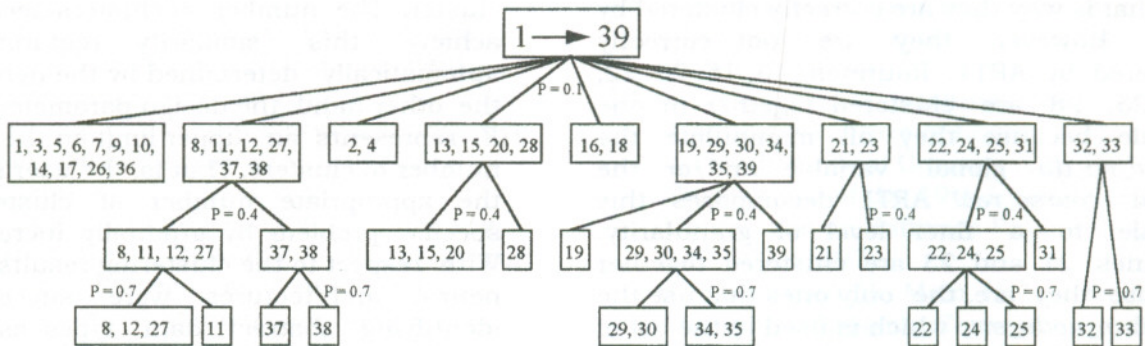 1 → 39
P = 0.1
1, 3, 5, 6, 7, 9, 10,
14, 17, 26, 36
8, 11, 12, 27,
37, 38
2, 4
13, 15, 20, 28
16, 18
19, 29, 30, 34,
35, 39
21, 23
22, 24, 25, 31
32, 33
P = 0.4
P = 0.4
P = 0.4
P = 0.4
P = 0.4
8, 11, 12, 27
37, 38
13, 15, 20
28
19
29, 30, 34, 35
39
21
23
22, 24, 25
31
P = 0.7
P = 0.7
P = 0.7
P = 0.7
P = 0.7
8, 12, 27
11
37
38
29, 30
34, 35
22
24
25
32
33